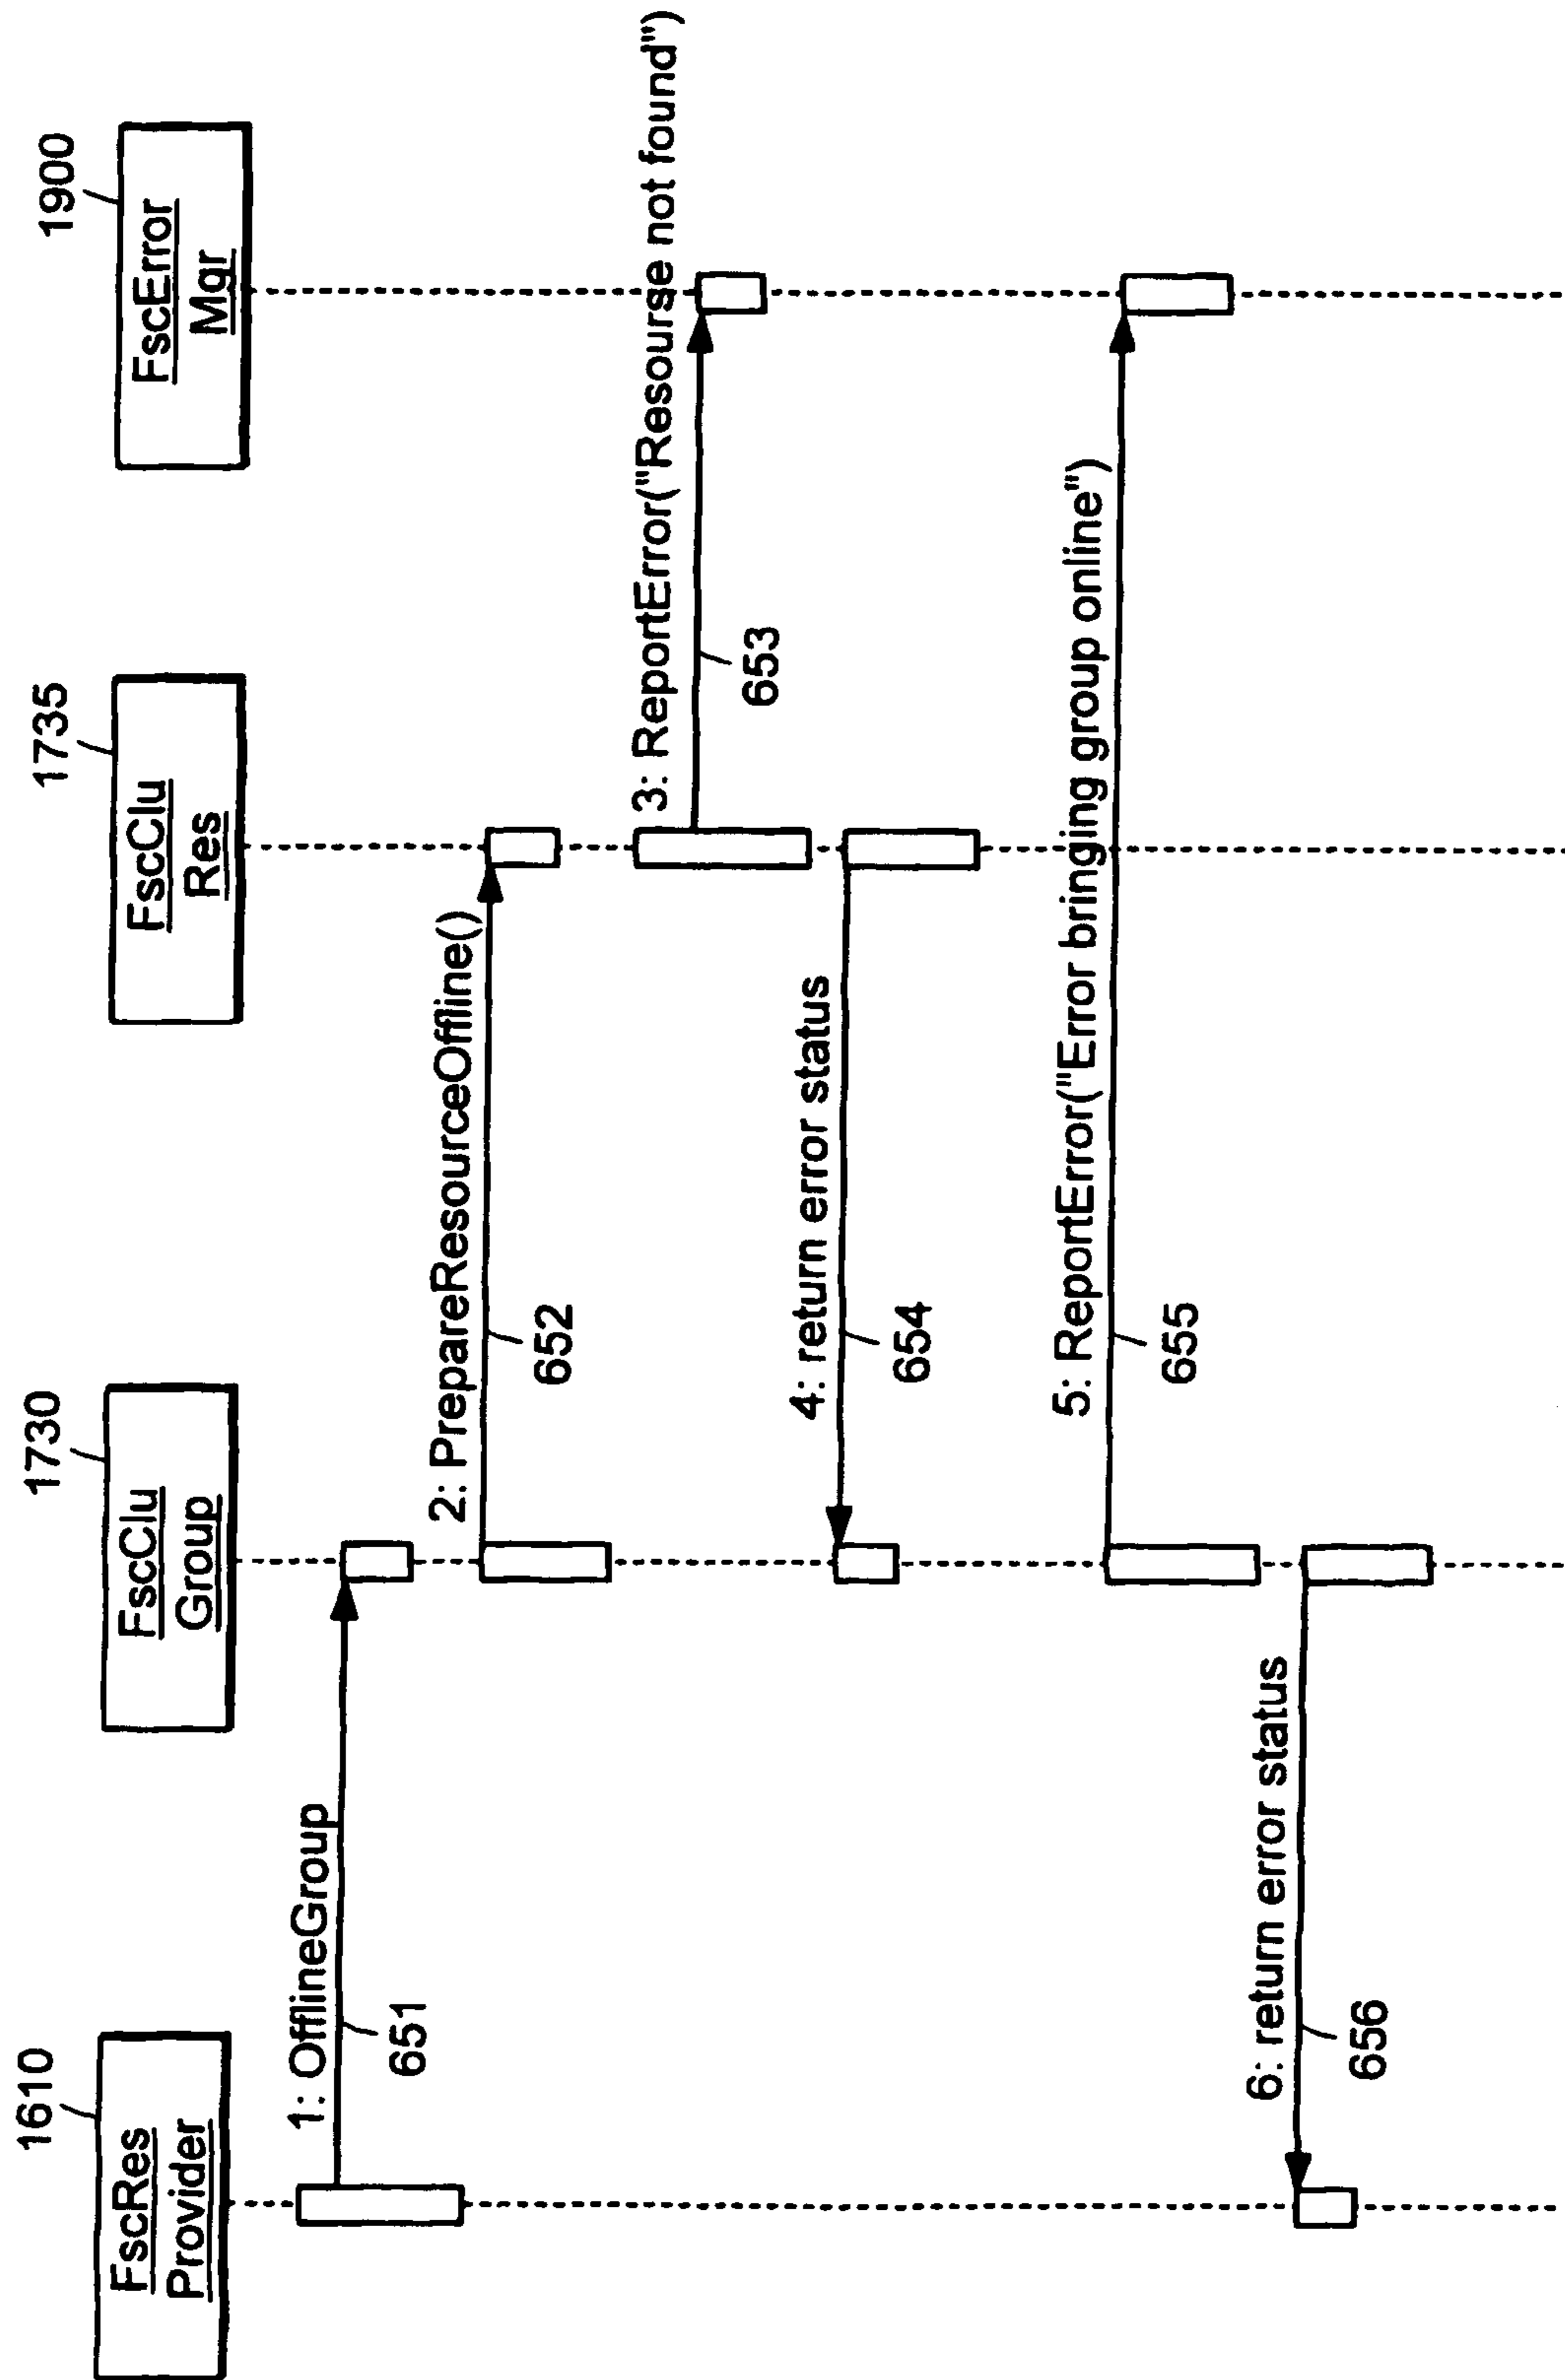 1610
FscRes
Provider
1730
FscClu
Group
1735
FscClu
Res
1900
FscError
Mgr
1: OfflineGroup
651
2: PrepareResourceOffline()
652
3: ReportError("Resourse not found")
653
4: return error status
654
5: ReportError("Error bringing group online")
655
6: return error status
656